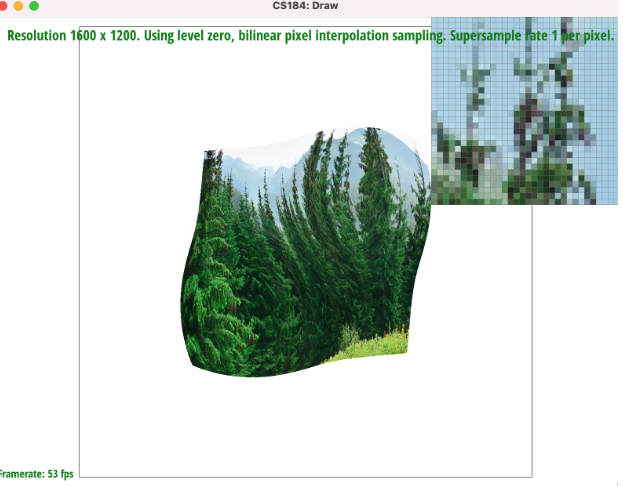 CS184: Draw
Resolution 1600 x 1200. Using level zero, bilinear pixel interpolation sampling. Supersample rate 1 per pixel.
Framerate: 53 fps